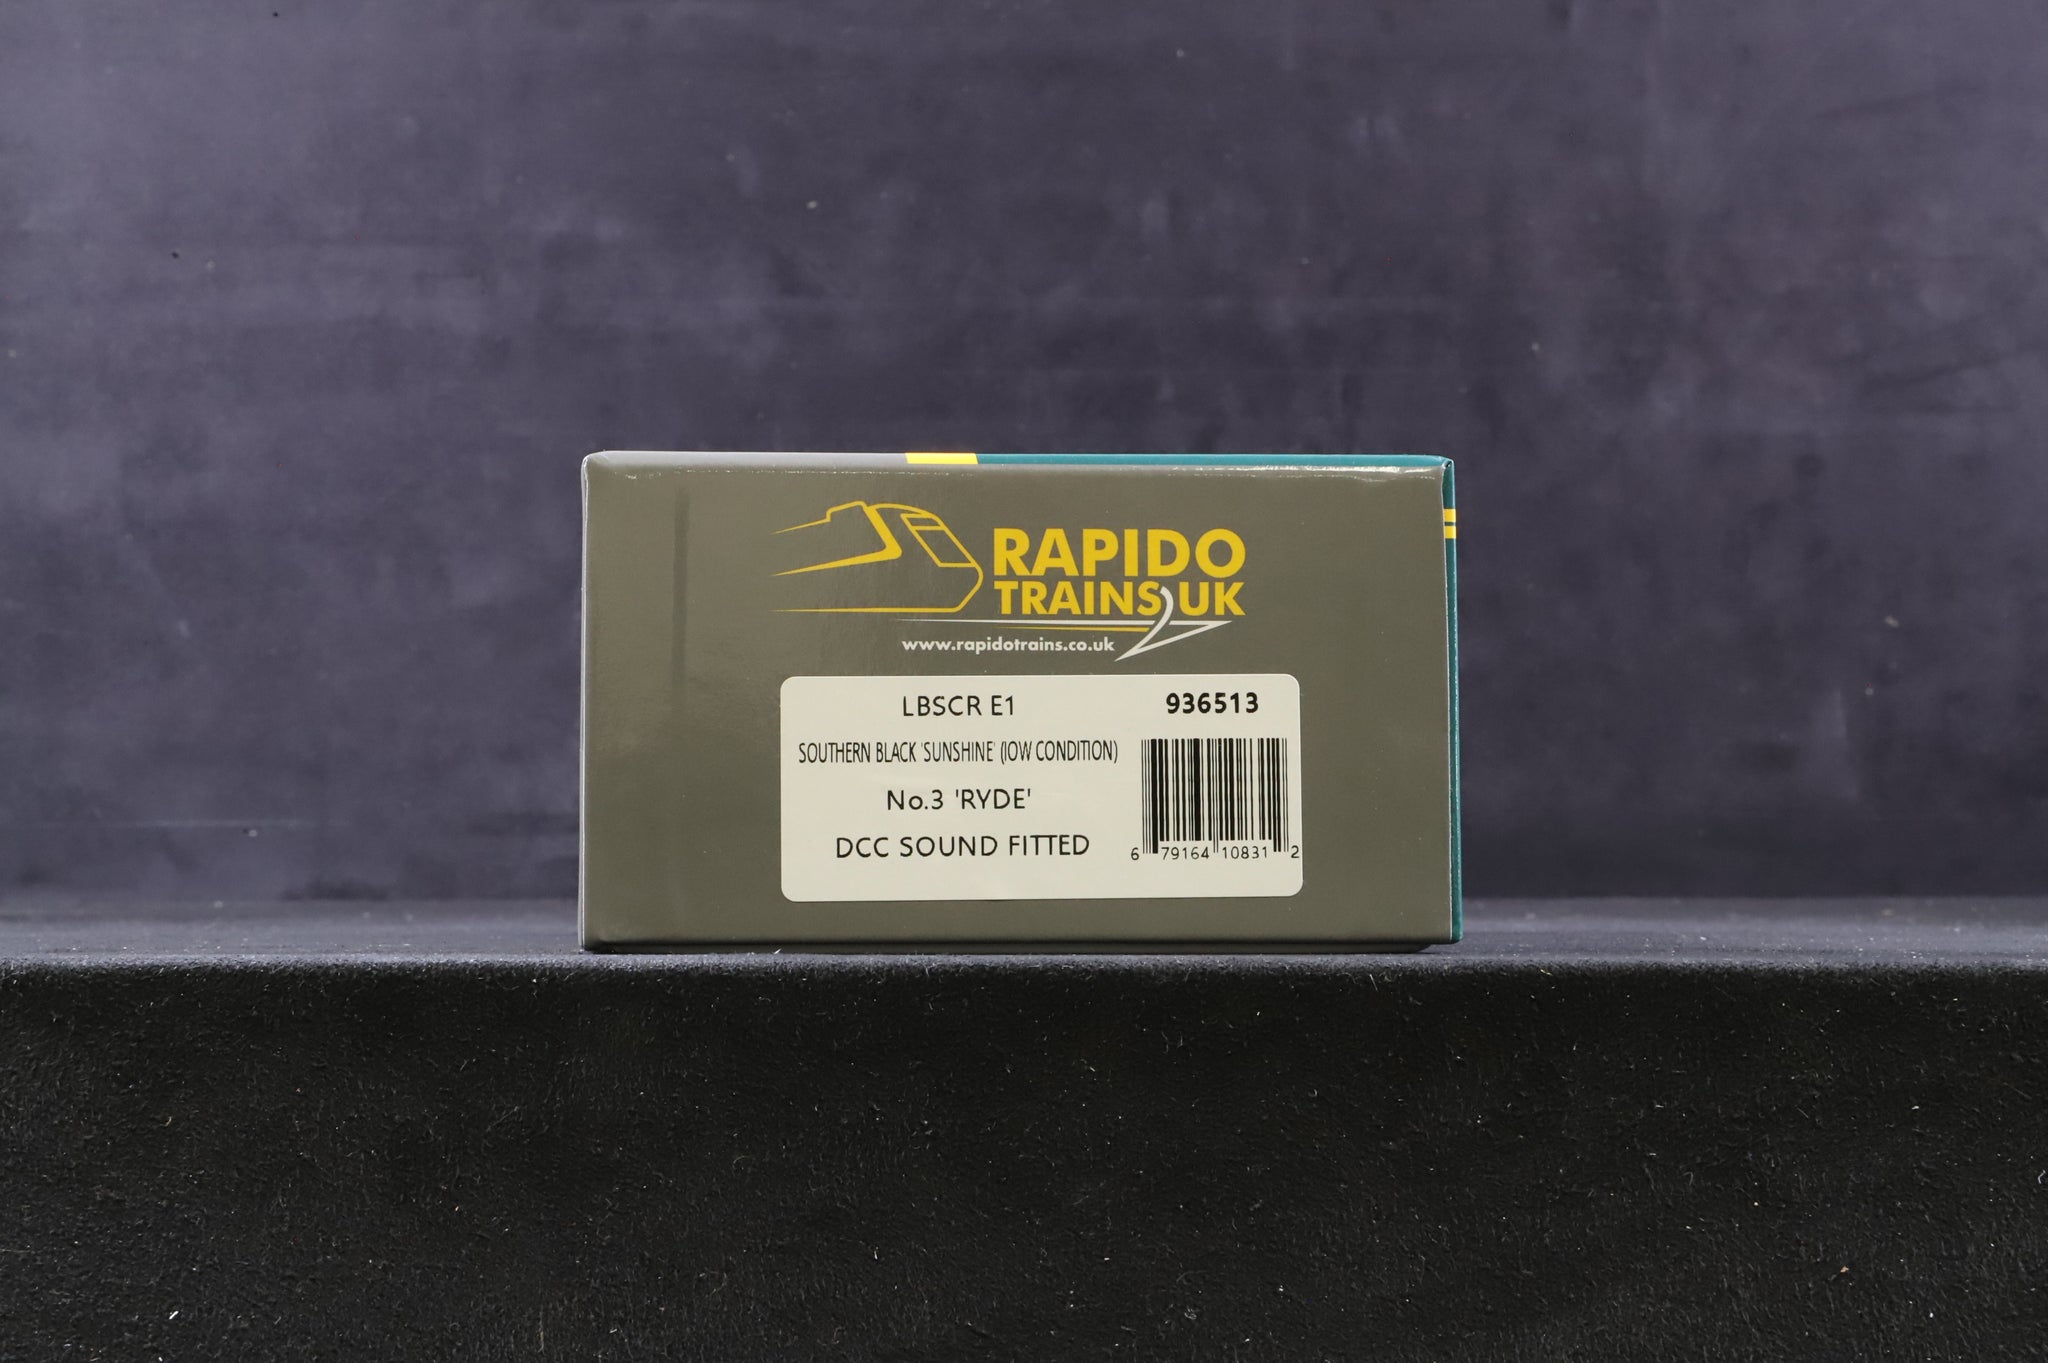 RAPIDO
TRAINS UK
www.rapidotrains.co.uk
LBSCR E1
936513
SOUTHERN BLACK 'SUNSHINE' (IOW CONDITION)
No.3 'RYDE'
DCC SOUND FITTED
6 79164 10831 2